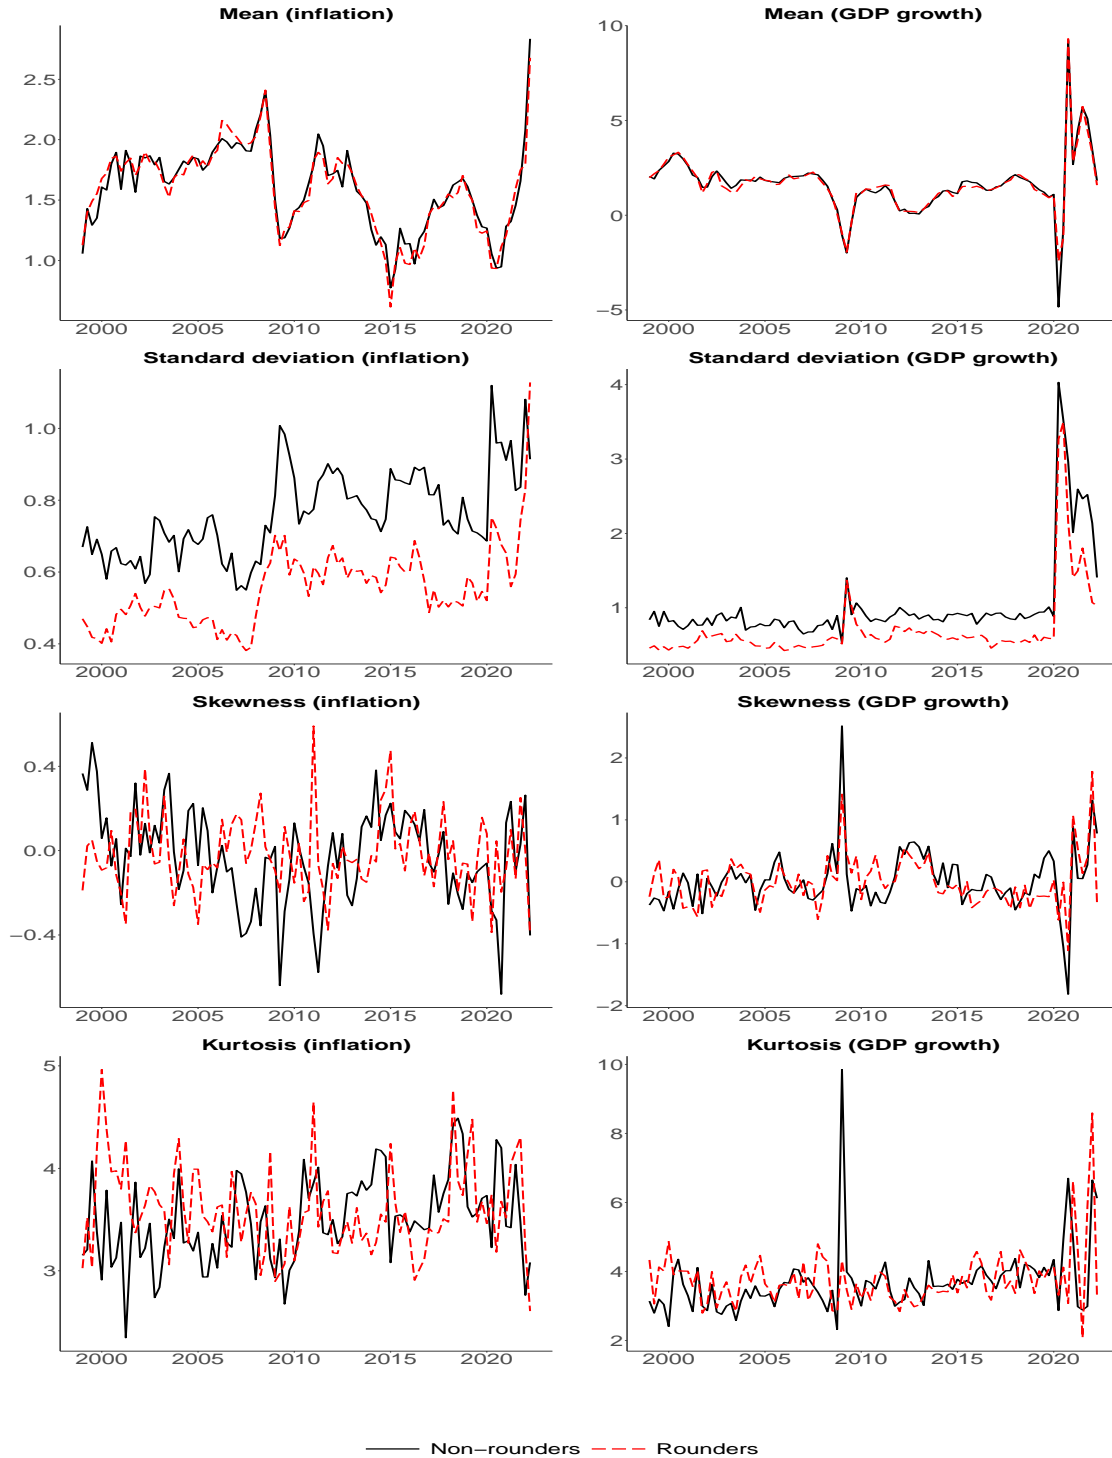 Mean (inflation)
2.5
2.0
1.5
1.0
2000 2005 2010 2015 2020
Mean (GDP growth)
10
5
0
−5
2000 2005 2010 2015 2020
Standard deviation (inflation)
1.0
0.8
0.6
0.4
2000 2005 2010 2015 2020
Standard deviation (GDP growth)
4
3
2
1
2000 2005 2010 2015 2020
Skewness (inflation)
0.4
0.0
−0.4
2000 2005 2010 2015 2020
Skewness (GDP growth)
2
1
0
−1
−2
2000 2005 2010 2015 2020
Kurtosis (inflation)
5
4
3
2000 2005 2010 2015 2020
Kurtosis (GDP growth)
10
8
6
4
2
2000 2005 2010 2015 2020
Non−rounders Rounders